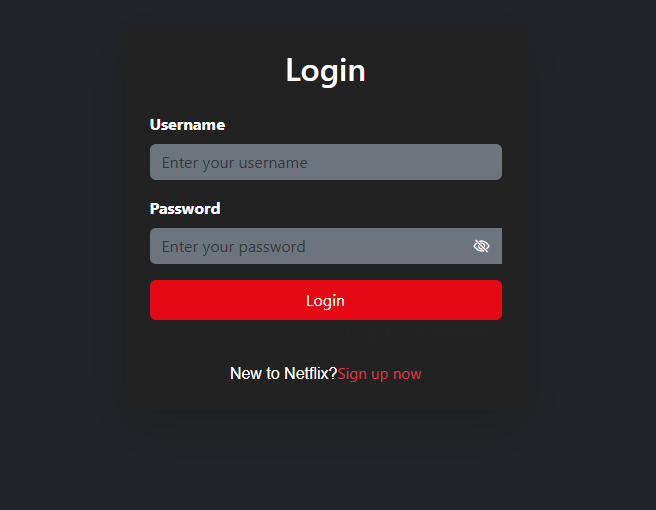 Login
Username
Enter your username
Password
Enter your password
Login
New to Netflix?Sign up now